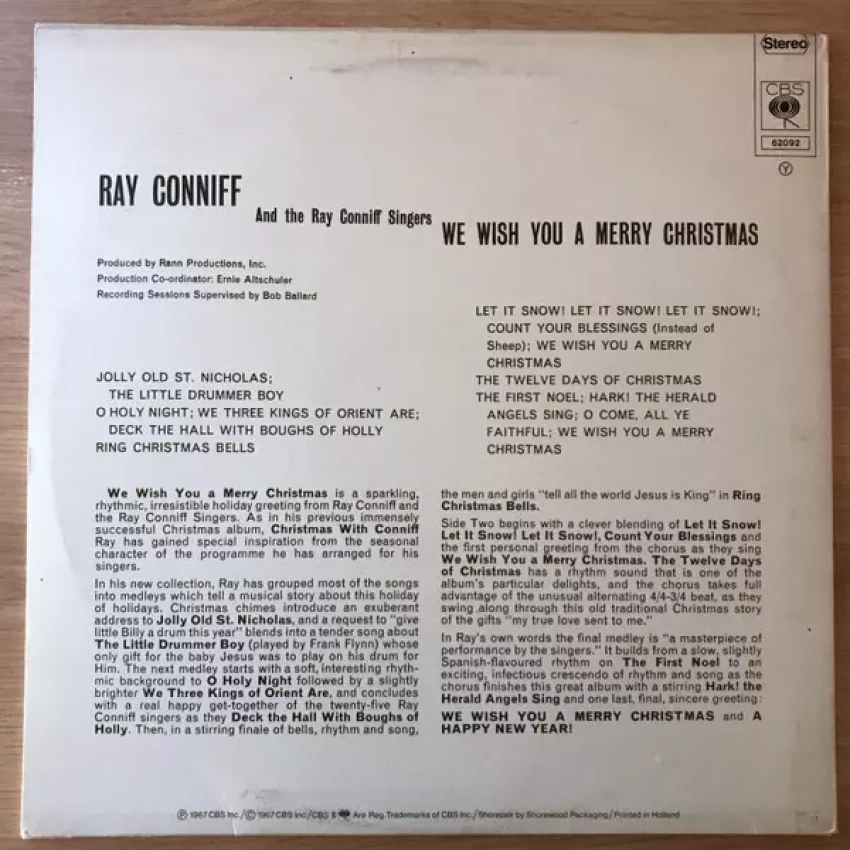 Stereo
CBS
62092
Y
RAY CONNIFF
And the Ray Conniff Singers
WE WISH YOU A MERRY CHRISTMAS
Produced by Rann Productions, Inc.
Production Co-ordinator: Ernie Altschuler
Recording Sessions Supervised by Bob Ballard
JOLLY OLD ST. NICHOLAS;
THE LITTLE DRUMMER BOY
O HOLY NIGHT; WE THREE KINGS OF ORIENT ARE;
DECK THE HALL WITH BOUGHS OF HOLLY
RING CHRISTMAS BELLS
LET IT SNOW! LET IT SNOW! LET IT SNOW!;
COUNT YOUR BLESSINGS (Instead of
Sheep); WE WISH YOU A MERRY
CHRISTMAS
THE TWELVE DAYS OF CHRISTMAS
THE FIRST NOEL; HARK! THE HERALD
ANGELS SING; O COME, ALL YE
FAITHFUL; WE WISH YOU A MERRY
CHRISTMAS
We Wish You a Merry Christmas is a sparkling,
rhythmic, irresistible holiday greeting from Ray Conniff and
the Ray Conniff Singers. As in his previous immensely
successful Christmas album, Christmas With Conniff
Ray has gained special inspiration from the seasonal
character of the programme he has arranged for his
singers.
In his new collection, Ray has grouped most of the songs
into medleys which tell a musical story about this holiday
of holidays. Christmas chimes introduce an exuberant
address to Jolly Old St. Nicholas, and a request to "give
little Billy a drum this year" blends into a tender song about
The Little Drummer Boy (played by Frank Flynn) whose
only gift for the baby Jesus was to play on his drum for
Him. The next medley starts with a soft, interesting rhyth-
mic background to O Holy Night followed by a slightly
brighter We Three Kings of Orient Are, and concludes
with a real happy get-together of the twenty-five Ray
Conniff singers as they Deck the Hall With Boughs of
Holly. Then, in a stirring finale of bells, rhythm and song,
the men and girls "tell all the world Jesus is King" in Ring
Christmas Bells.
Side Two begins with a clever blending of Let It Snow!
Let It Snow! Let It Snow!, Count Your Blessings and
the first personal greeting from the chorus as they sing
We Wish You a Merry Christmas. The Twelve Days
of Christmas has a rhythm sound that is one of the
album's particular delights, and the chorus takes full
advantage of the unusual alternating 4/4-3/4 beat, as they
swing along through this old traditional Christmas story
of the gifts "my true love sent to me."
In Ray's own words the final medley is "a masterpiece of
performance by the singers." It builds from a slow, slightly
Spanish-flavoured rhythm on The First Noel to an
exciting, infectious crescendo of rhythm and song as the
chorus finishes this great album with a stirring Hark! the
Herald Angels Sing and one last, final, sincere greeting:
WE WISH YOU A MERRY CHRISTMAS and A
HAPPY NEW YEAR!
Ⓟ 1967 CBS Inc./Ⓒ 1967 CBS Inc./CBS & Are Reg. Trademarks of CBS Inc./Shorepak by Shorewood Packaging/Printed in Holland